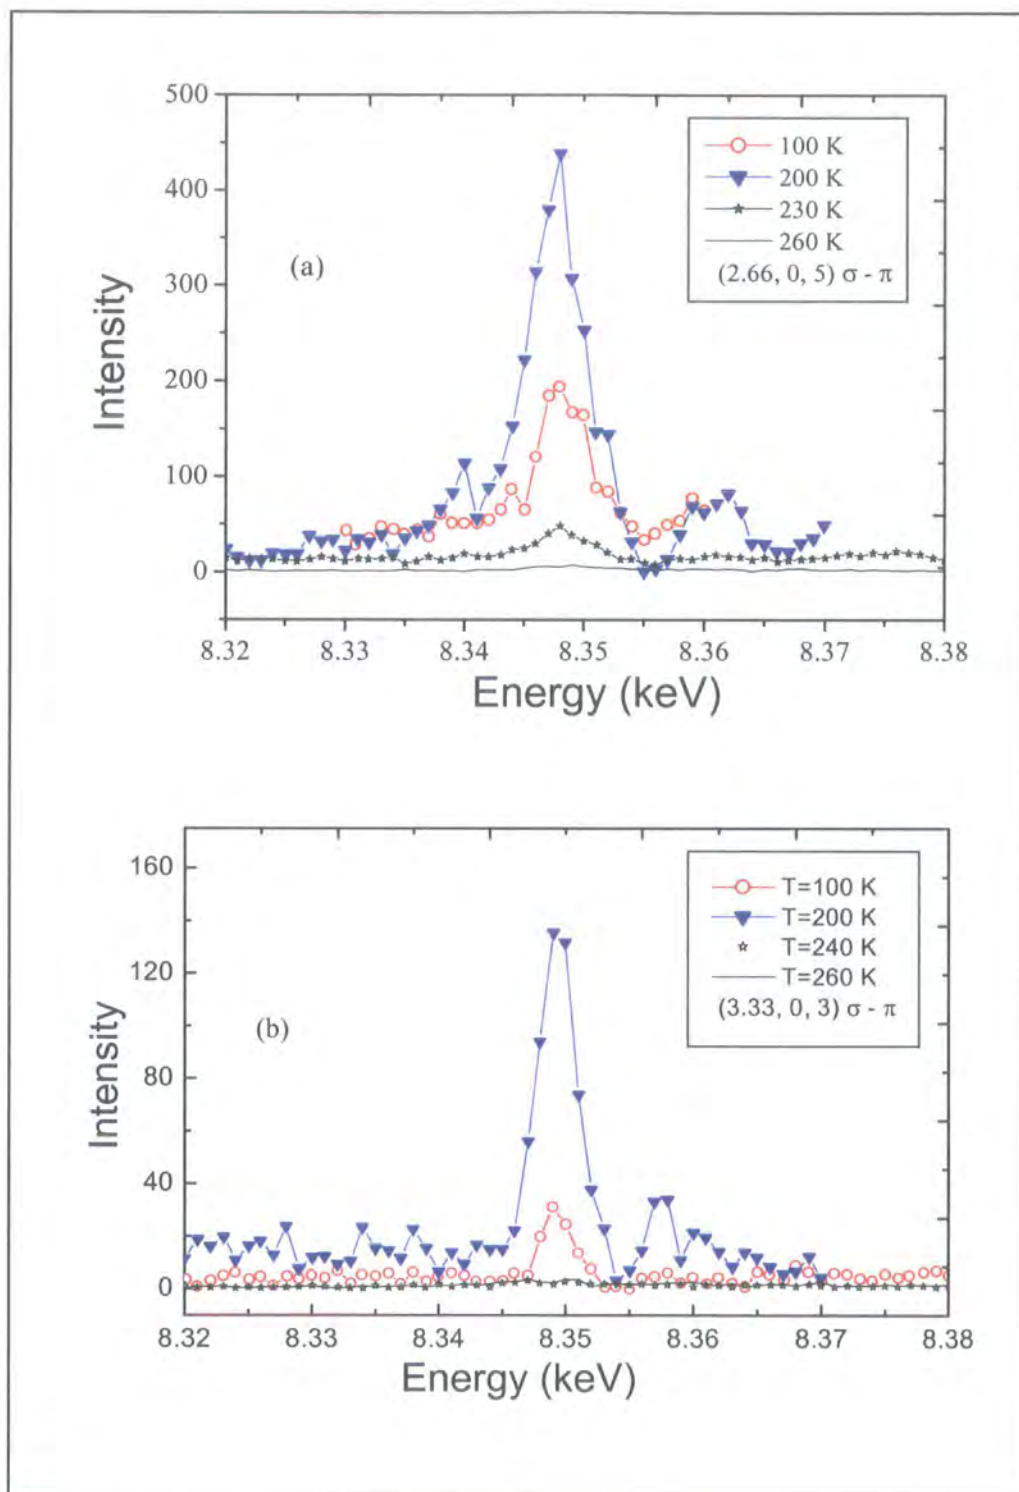 500
400
300
200
100
0
Intensity
(a)
100 K
200 K
230 K
260 K
(2.66, 0, 5) σ - π
8.32 8.33 8.34 8.35 8.36 8.37 8.38
Energy (keV)
160
120
80
40
0
Intensity
(b)
T=100 K
T=200 K
T=240 K
T=260 K
(3.33, 0, 3) σ - π
8.32 8.33 8.34 8.35 8.36 8.37 8.38
Energy (keV)